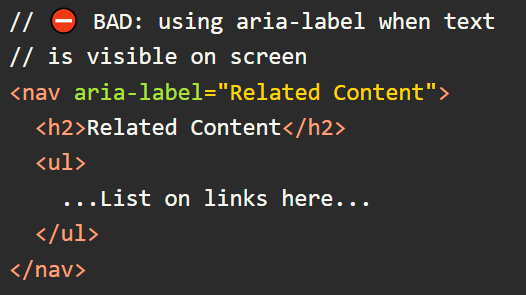 // ⛔ BAD: using aria-label when text
// is visible on screen
<nav aria-label="Related Content">
  <h2>Related Content</h2>
  <ul>
    ...List on links here...
  </ul>
</nav>